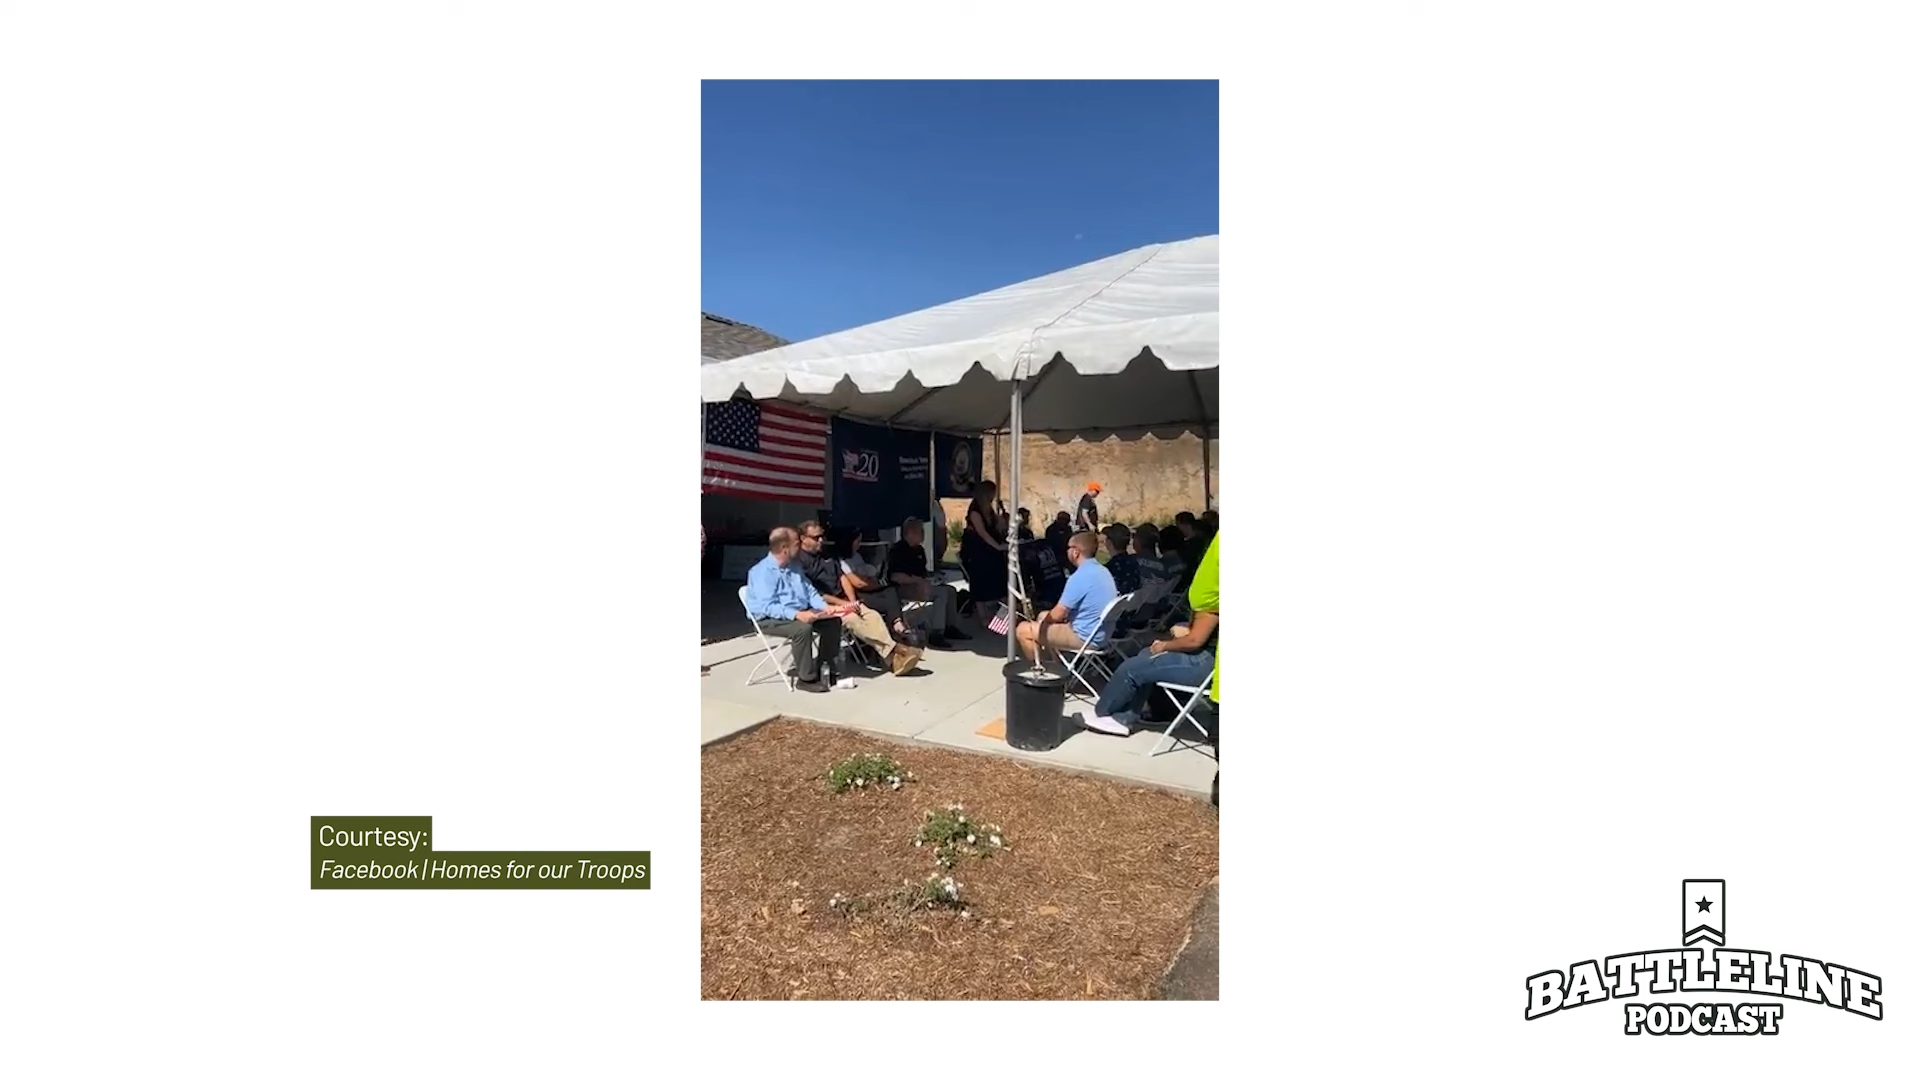 20
Courtesy:
Facebook | Homes for our Troops
BATTLELINE
PODCAST